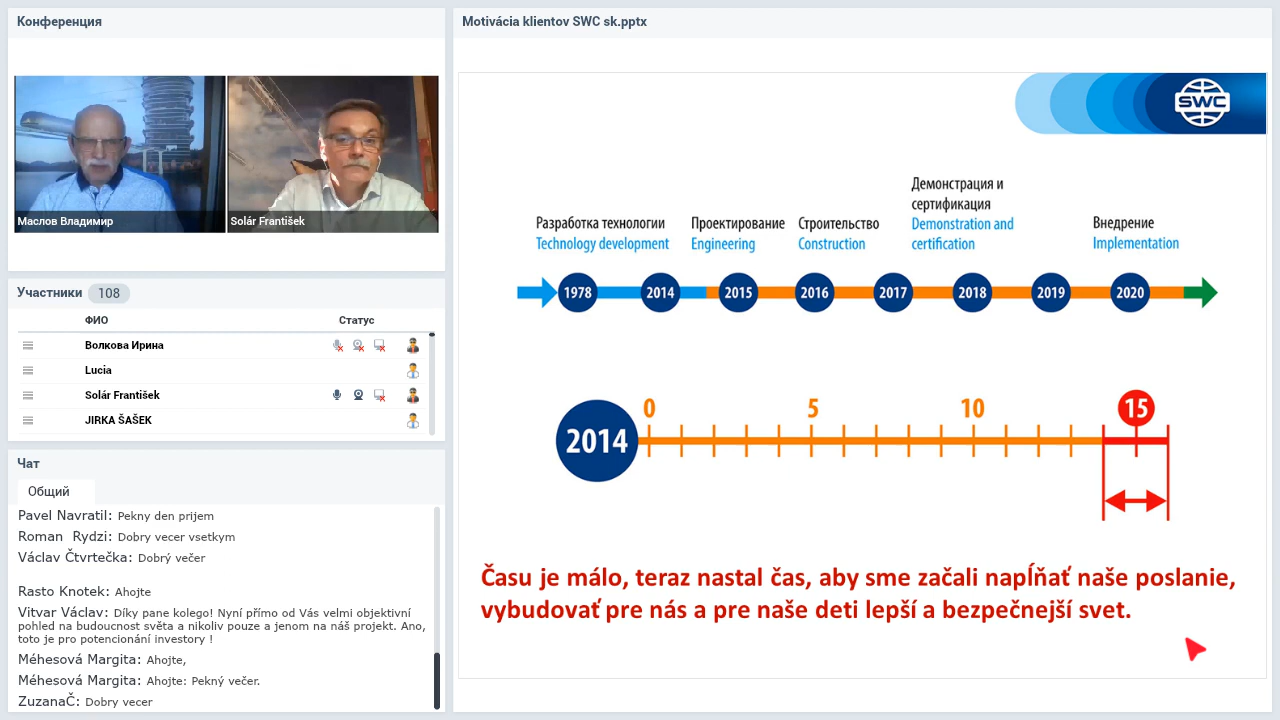 Конференция
Маслов Владимир
Solár František
Участники 108
ФИО Статус
Волкова Ирина
Lucia
Solár František
JIRKA ŠAŠEK
Чат
Общий
Pavel Navratil: Pekny den prijem
Roman Rydzi: Dobry vecer vsetkym
Václav Čtvrtečka: Dobrý večer
Rasto Knotek: Ahojte
Vitvar Václav: Díky pane kolego! Nyní přímo od Vás velmi objektivní
pohled na budoucnost světa a nikoliv pouze a jenom na náš projekt. Ano,
toto je pro potencionání investory !
Méhesová Margita: Ahojte,
Méhesová Margita: Ahojte: Pekný večer.
ZuzanaČ: Dobry vecer
Motivácia klientov SWC sk.pptx
SWC
Разработка технологии
Technology development
Проектирование
Engineering
Строительство
Construction
Демонстрация и
сертификация
Demonstration and
certification
Внедрение
Implementation
1978 2014 2015 2016 2017 2018 2019 2020
2014 0 5 10 15
Času je málo, teraz nastal čas, aby sme začali napĺňať naše poslanie,
vybudovať pre nás a pre naše deti lepší a bezpečnejší svet.